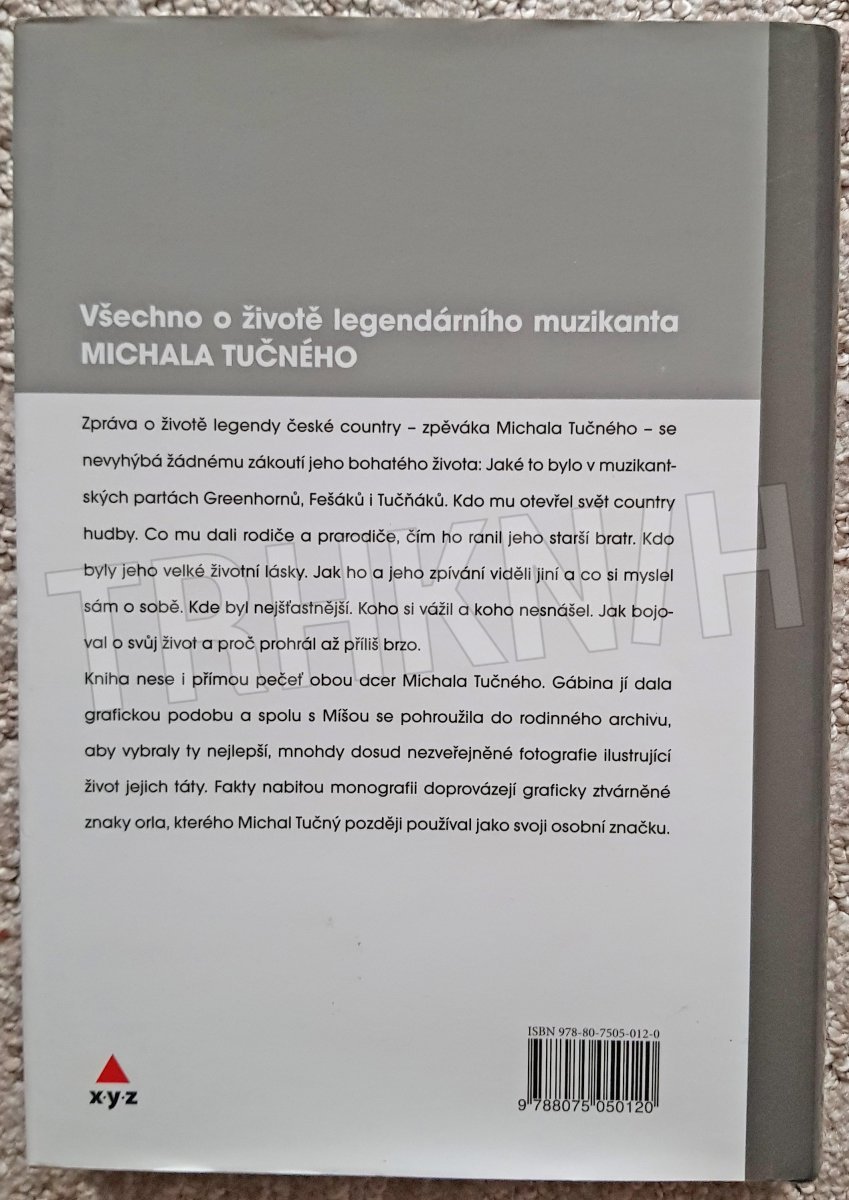 Všechno o životě legendárního muzikanta
MICHALA TUČNÉHO
Zpráva o životě legendy české country – zpěváka Michala Tučného – se
nevyhýbá žádnému zákoutí jeho bohatého života: Jaké to bylo v muzikant-
ských partách Greenhornů, Fešáků i Tučňáků. Kdo mu otevřel svět country
hudby. Co mu dali rodiče a prarodiče, čím ho ranil jeho starší bratr. Kdo
byly jeho velké životní lásky. Jak ho a jeho zpívání viděli jiní a co si myslel
sám o sobě. Kde byl nejšťastnější. Koho si vážil a koho nesnášel. Jak bojo-
val o svůj život a proč prohrál až příliš brzo.
Kniha nese i přímou pečeť obou dcer Michala Tučného. Gábina jí dala
grafickou podobu a spolu s Míšou se pohroužila do rodinného archivu,
aby vybraly ty nejlepší, mnohdy dosud nezveřejněné fotografie ilustrující
život jejich táty. Fakty nabitou monografii doprovázejí graficky ztvárněné
znaky orla, kterého Michal Tučný později používal jako svoji osobní značku.
TRHKNIH
ISBN 978-80-7505-012-0
9 788075 050120
x·y·z